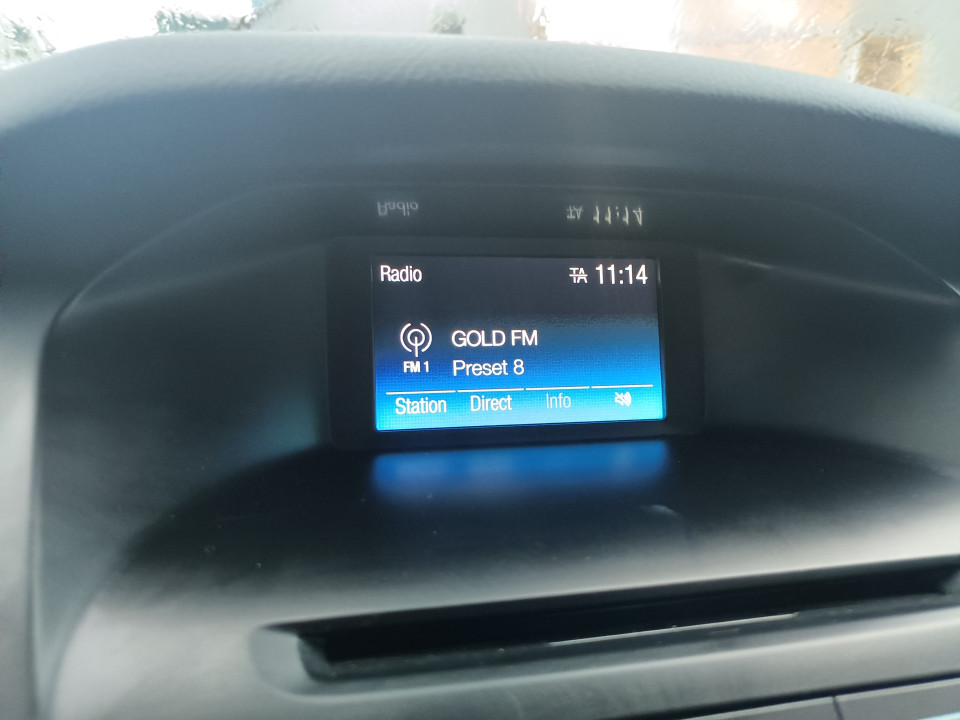 Radio TA 11:14
GOLD FM
FM 1 Preset 8
Station Direct Info